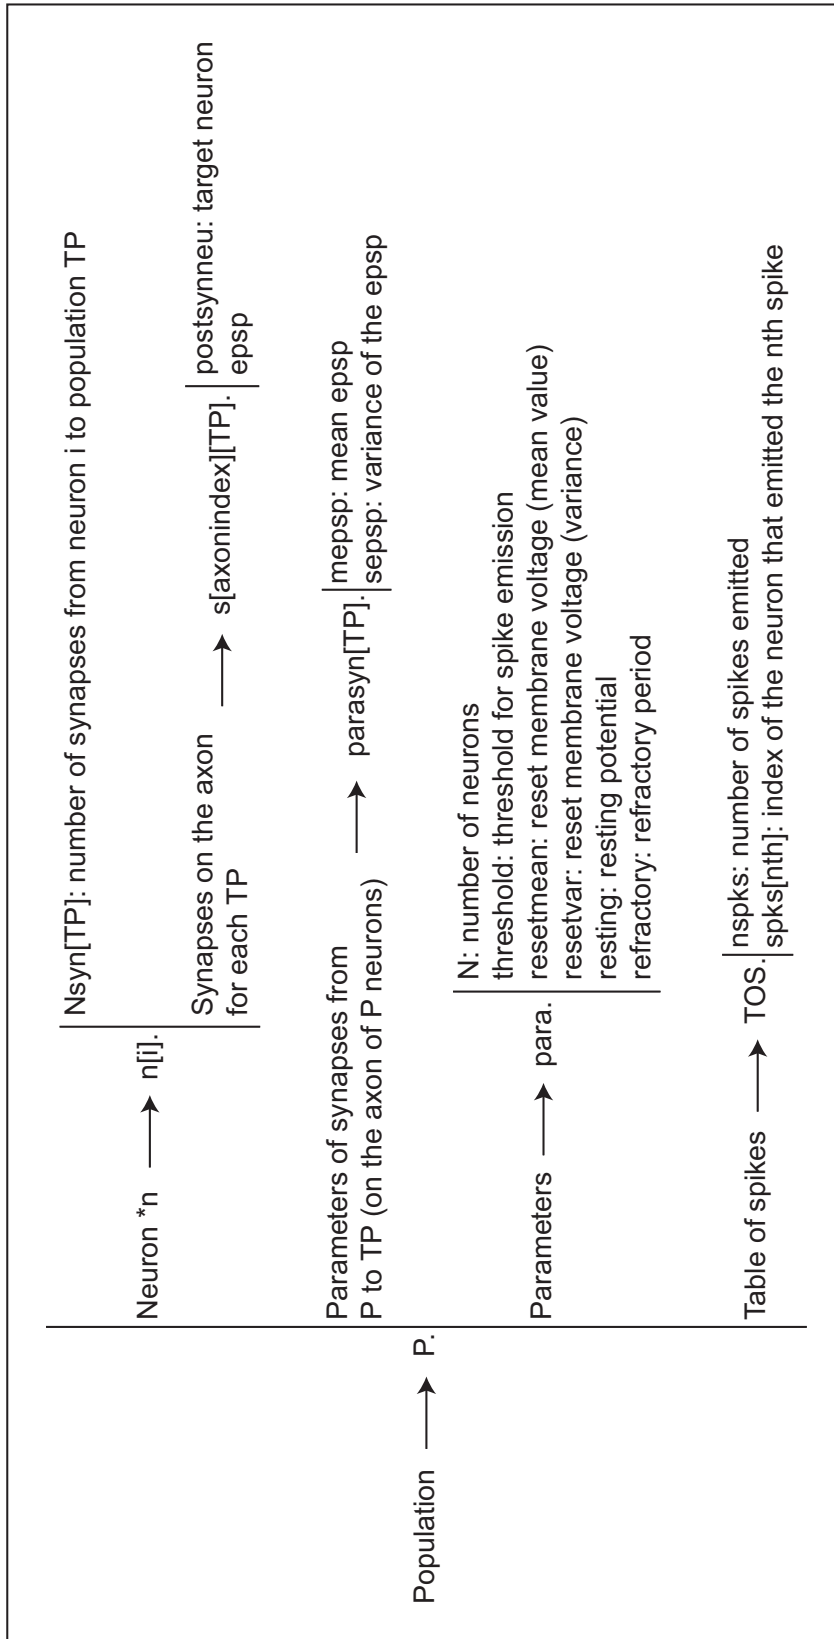 Population
P.
Neuron *n
n[i].
Nsyn[TP]: number of synapses from neuron i to population TP
Synapses on the axon
for each TP
s[axonindex][TP].
postsynneu: target neuron
epsp
Parameters of synapses from
P to TP (on the axon of P neurons)
parasyn[TP].
mepsp: mean epsp
sepsp: variance of the epsp
Parameters
para.
N: number of neurons
threshold: threshold for spike emission
resetmean: reset membrane voltage (mean value)
resetvar: reset membrane voltage (variance)
resting: resting potential
refractory: refractory period
Table of spikes
TOS.
nspks: number of spikes emitted
spks[nth]: index of the neuron that emitted the nth spike